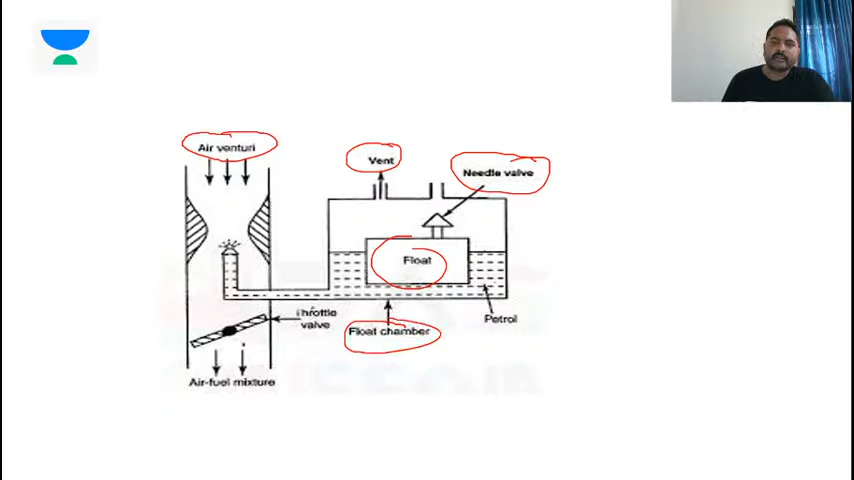 Air venturi
Vent
Needle valve
Float
Throttle
valve
Float chamber
Petrol
Air-fuel mixture